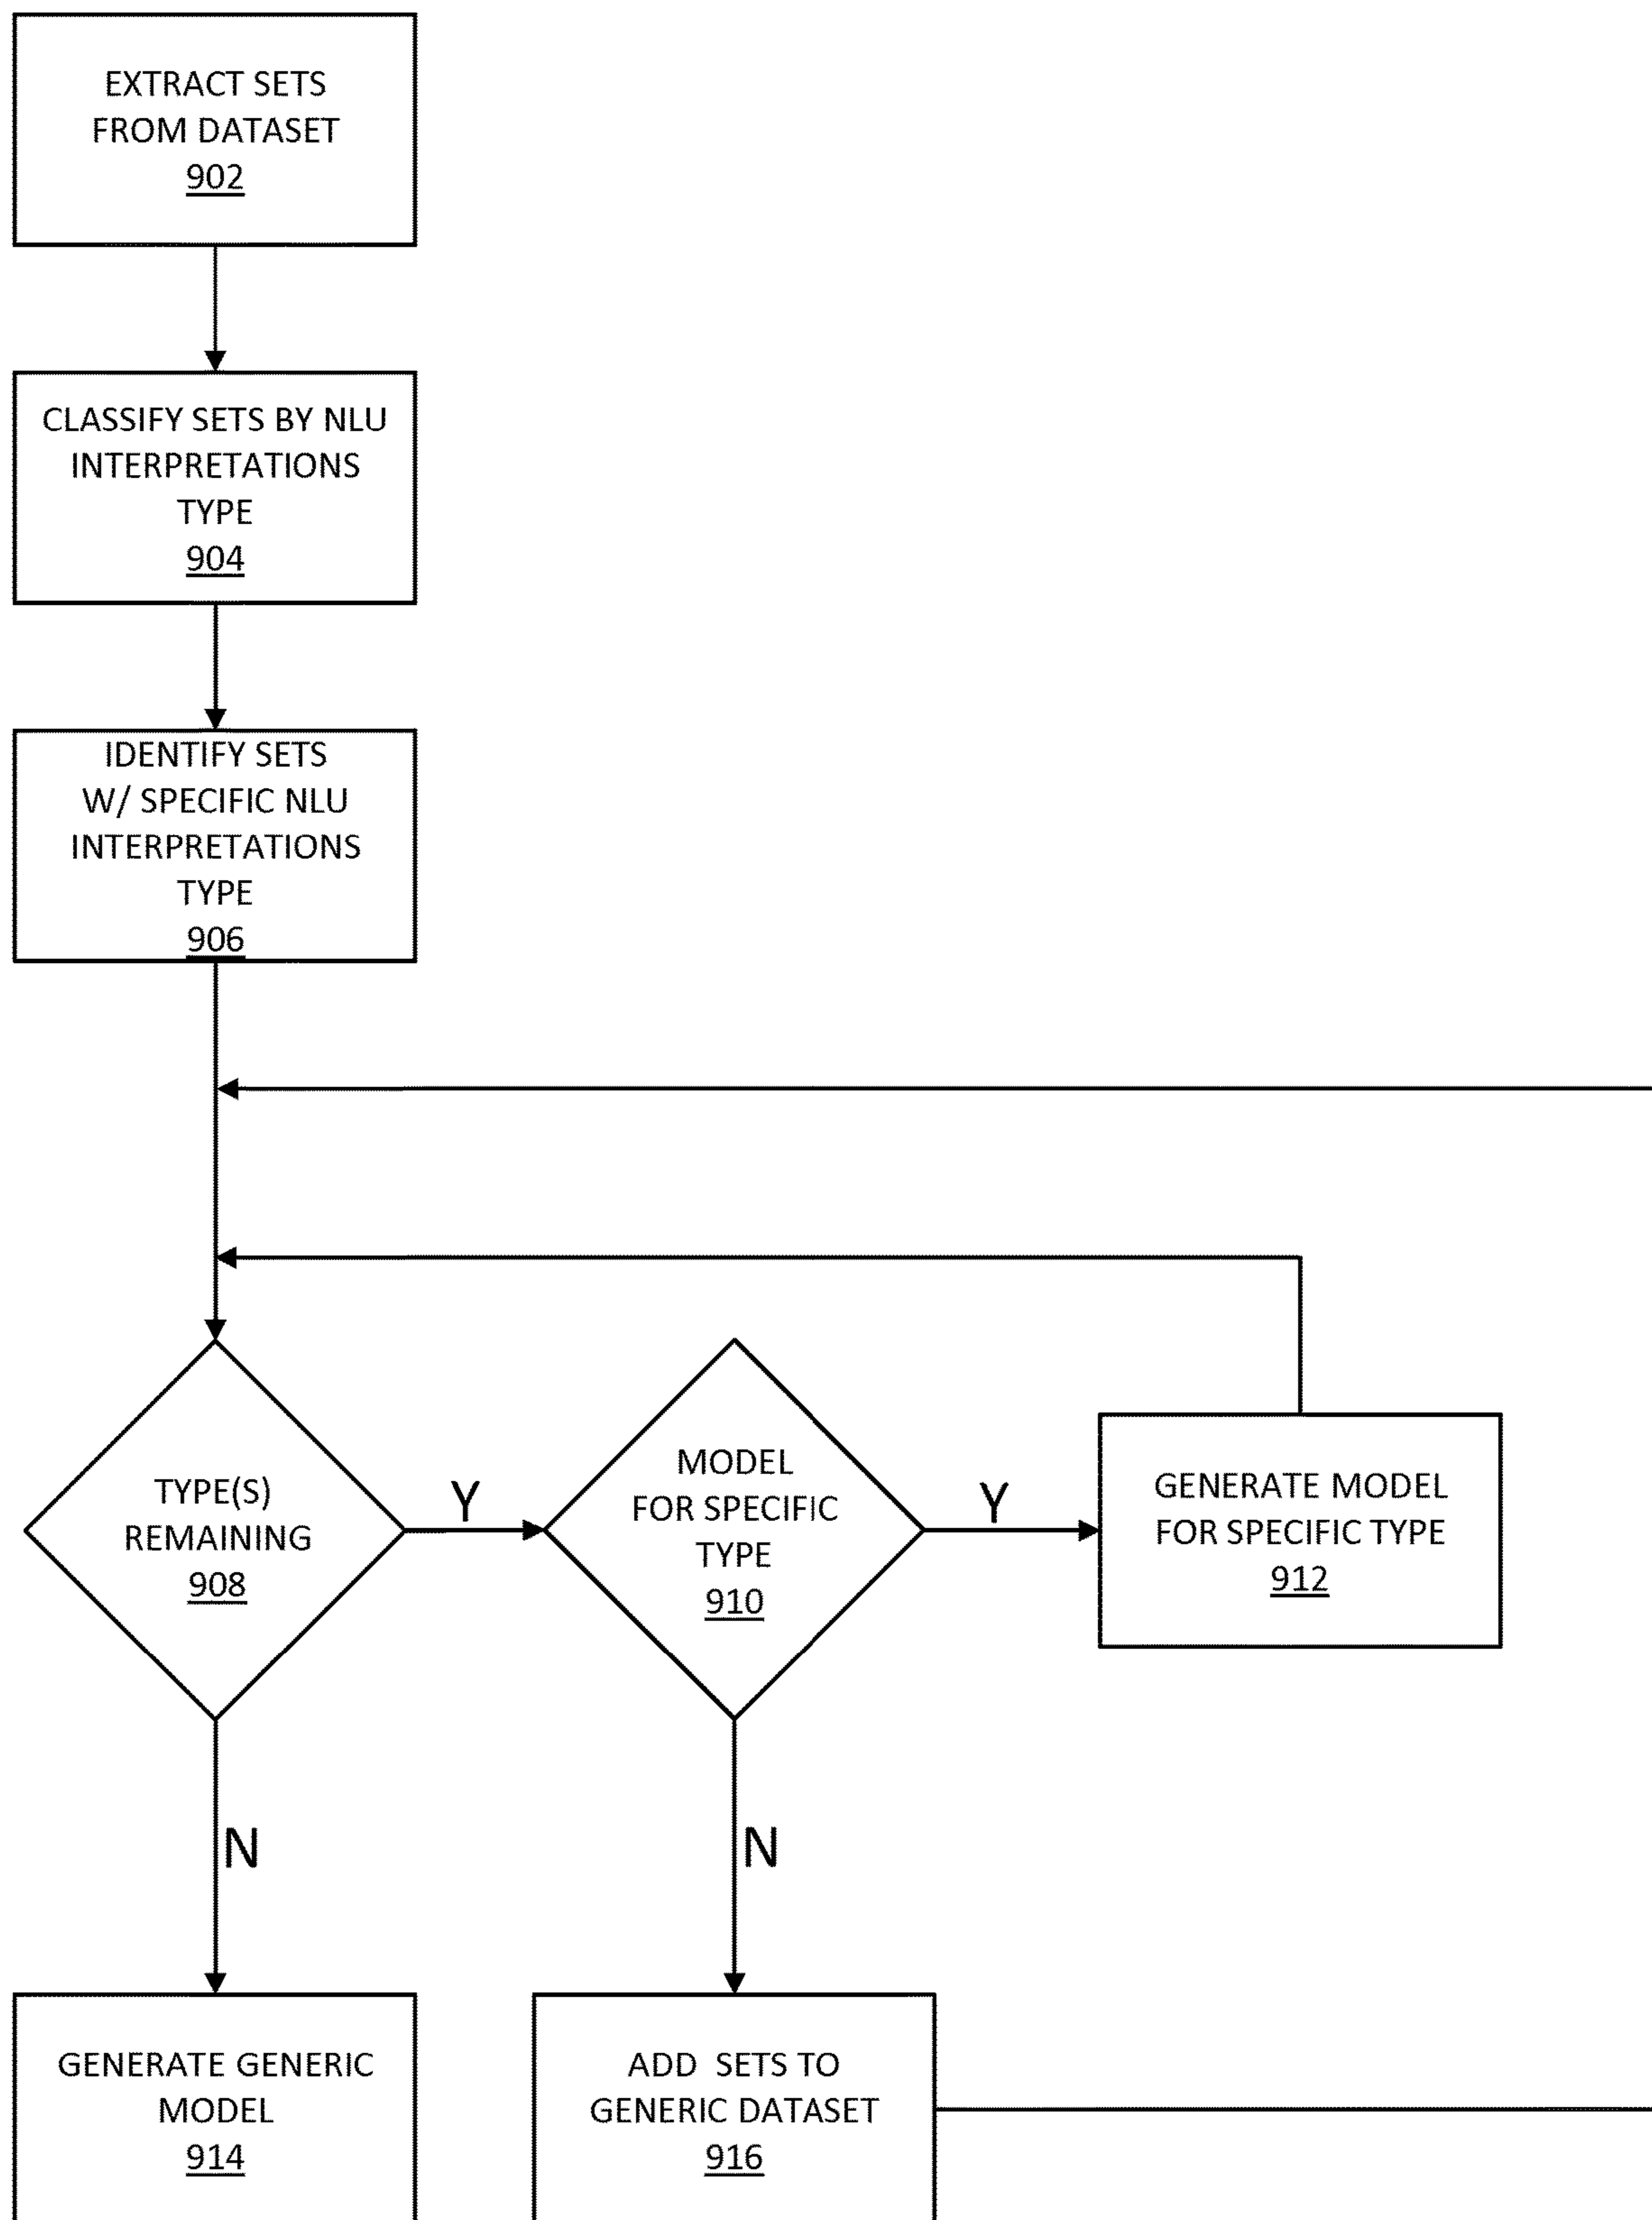 EXTRACT SETS
FROM DATASET
902
CLASSIFY SETS BY NLU
INTERPRETATIONS
TYPE
904
IDENTIFY SETS
W/ SPECIFIC NLU
INTERPRETATIONS
TYPE
906
TYPE(S)
REMAINING
908
Y
MODEL
FOR SPECIFIC
TYPE
910
Y
GENERATE MODEL
FOR SPECIFIC TYPE
912
N
N
GENERATE GENERIC
MODEL
914
ADD SETS TO
GENERIC DATASET
916